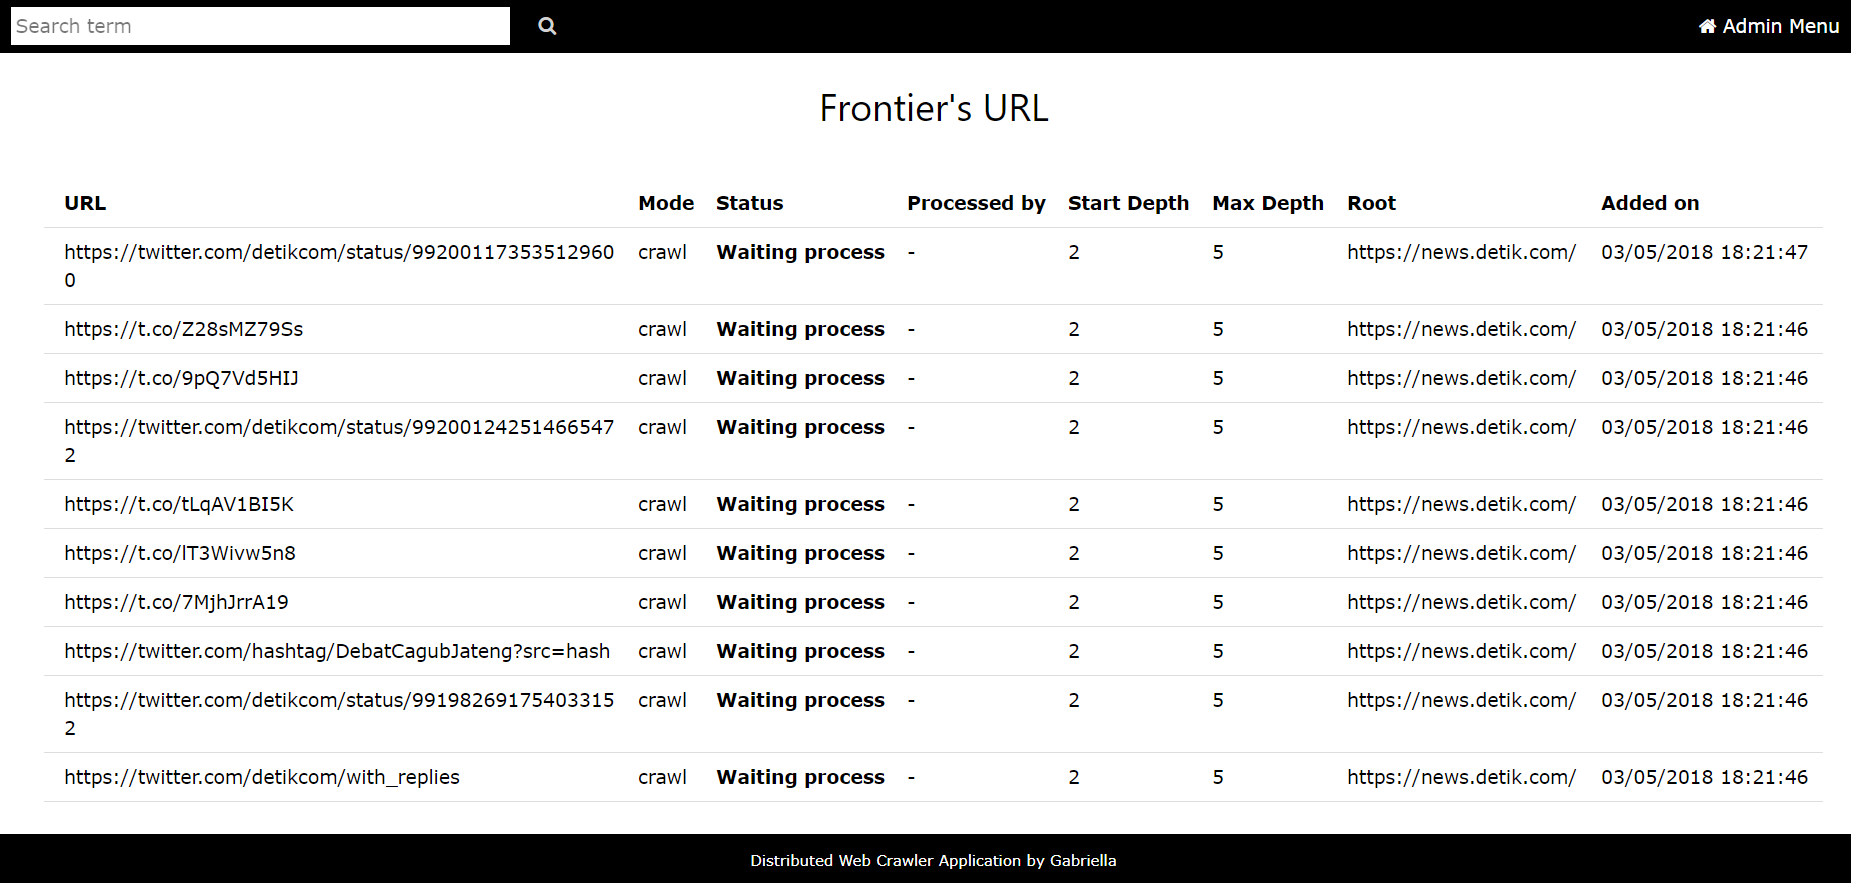 Search term
Admin Menu
Frontier's URL
URL Mode Status Processed by Start Depth Max Depth Root Added on
https://twitter.com/detikcom/status/99200117353512960 crawl Waiting process - 2 5 https://news.detik.com/ 03/05/2018 18:21:47
0
https://t.co/Z28sMZ79Ss crawl Waiting process - 2 5 https://news.detik.com/ 03/05/2018 18:21:46
https://t.co/9pQ7Vd5HIJ crawl Waiting process - 2 5 https://news.detik.com/ 03/05/2018 18:21:46
https://twitter.com/detikcom/status/99200124251466547 crawl Waiting process - 2 5 https://news.detik.com/ 03/05/2018 18:21:46
2
https://t.co/tLqAV1BI5K crawl Waiting process - 2 5 https://news.detik.com/ 03/05/2018 18:21:46
https://t.co/lT3Wivw5n8 crawl Waiting process - 2 5 https://news.detik.com/ 03/05/2018 18:21:46
https://t.co/7MjhJrrA19 crawl Waiting process - 2 5 https://news.detik.com/ 03/05/2018 18:21:46
https://twitter.com/hashtag/DebatCagubJateng?src=hash crawl Waiting process - 2 5 https://news.detik.com/ 03/05/2018 18:21:46
https://twitter.com/detikcom/status/99198269175403315 crawl Waiting process - 2 5 https://news.detik.com/ 03/05/2018 18:21:46
2
https://twitter.com/detikcom/with_replies crawl Waiting process - 2 5 https://news.detik.com/ 03/05/2018 18:21:46
Distributed Web Crawler Application by Gabriella